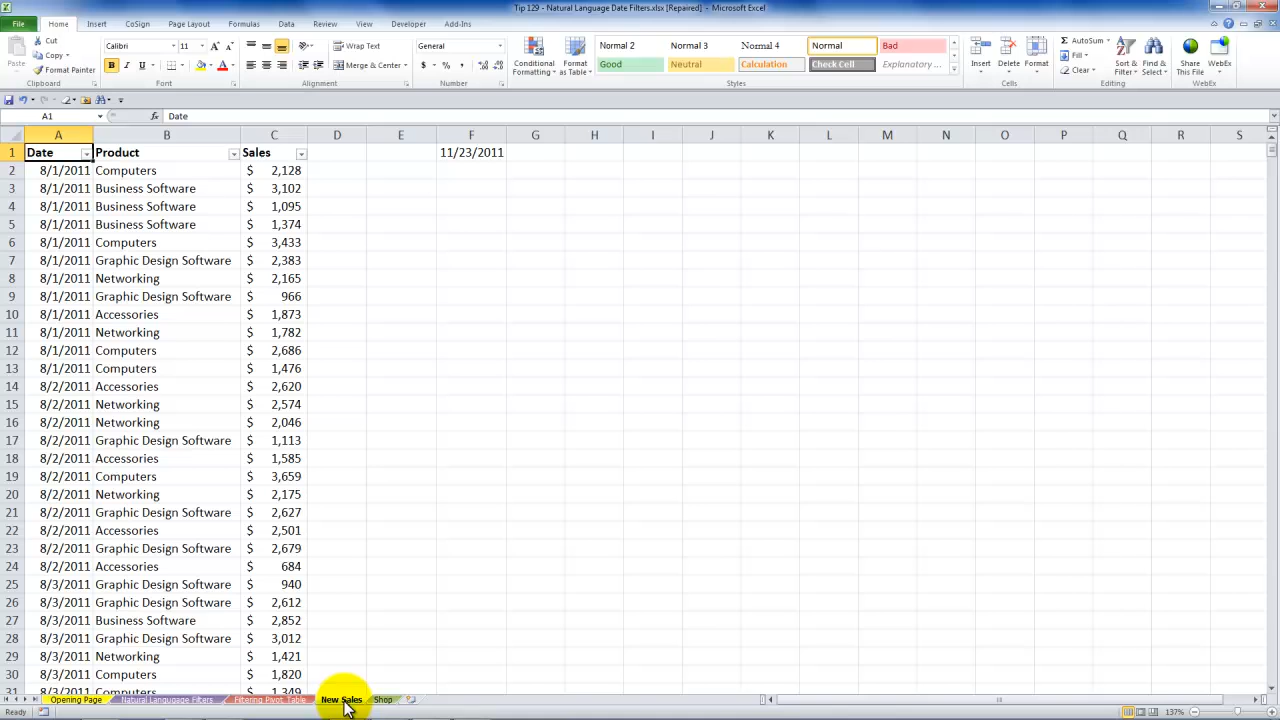 Tip 129 - Natural Language Date Filters.xlsx [Repaired] - Microsoft Excel
File Home Insert CoSign Page Layout Formulas Data Review View Developer Add-Ins
Paste Cut Copy Format Painter Clipboard
Calibri 11 B I U Font
Wrap Text Merge & Center Alignment
General $ % , Number
Conditional Formatting Format as Table
Normal 2 Normal 3 Normal 4 Normal Bad
Good Neutral Calculation Check Cell Explanatory ...
Styles
Insert Delete Format Cells
AutoSum Fill Clear Sort & Filter Find & Select Editing
Share This File WebEx WebEx
A1 fx Date
A B C D E F G H I J K L M N O P Q R S
1 Date Product Sales 11/23/2011
2 8/1/2011 Computers $ 2,128
3 8/1/2011 Business Software $ 3,102
4 8/1/2011 Business Software $ 1,095
5 8/1/2011 Business Software $ 1,374
6 8/1/2011 Computers $ 3,433
7 8/1/2011 Graphic Design Software $ 2,383
8 8/1/2011 Networking $ 2,165
9 8/1/2011 Graphic Design Software $ 966
10 8/1/2011 Accessories $ 1,873
11 8/1/2011 Networking $ 1,782
12 8/1/2011 Computers $ 2,686
13 8/1/2011 Computers $ 1,476
14 8/2/2011 Accessories $ 2,620
15 8/2/2011 Networking $ 2,574
16 8/2/2011 Networking $ 2,046
17 8/2/2011 Graphic Design Software $ 1,113
18 8/2/2011 Accessories $ 1,585
19 8/2/2011 Computers $ 3,659
20 8/2/2011 Networking $ 2,175
21 8/2/2011 Graphic Design Software $ 2,627
22 8/2/2011 Accessories $ 2,501
23 8/2/2011 Graphic Design Software $ 2,679
24 8/2/2011 Accessories $ 684
25 8/3/2011 Graphic Design Software $ 940
26 8/3/2011 Graphic Design Software $ 2,612
27 8/3/2011 Business Software $ 2,852
28 8/3/2011 Graphic Design Software $ 3,012
29 8/3/2011 Networking $ 1,421
30 8/3/2011 Computers $ 1,820
31 8/3/2011 Computers $ 1,349
Opening Page Natural Langugage Filters Filtering Pivot Table New Sales Shop
Ready 137%